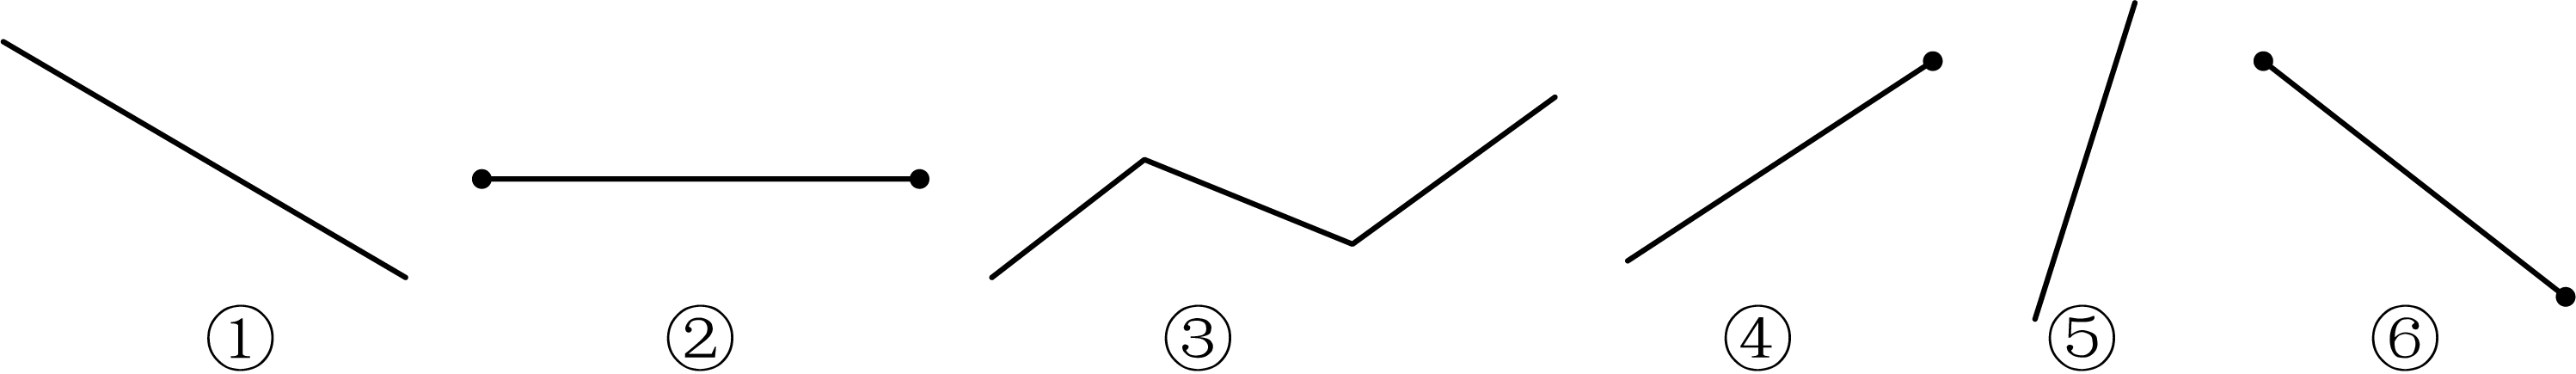 ① ② ③ ④ ⑤ ⑥